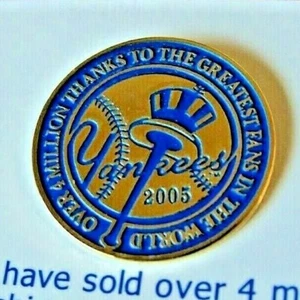 OVER 4 MILLION THANKS TO THE GREATEST FANS IN THE WORLD
Yankees
2005
have sold over 4 m